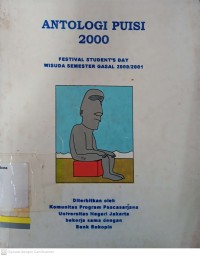 ANTOLOGI PUISI
2000
FESTIVAL STUDENT'S DAY
WISUDA SEMESTER GASAL 2000/2001
Diterbitkan oleh
Komunitas Program Pascasarjana
Universitas Negeri Jakarta
bekerja sama dengan
Bank Bukopin